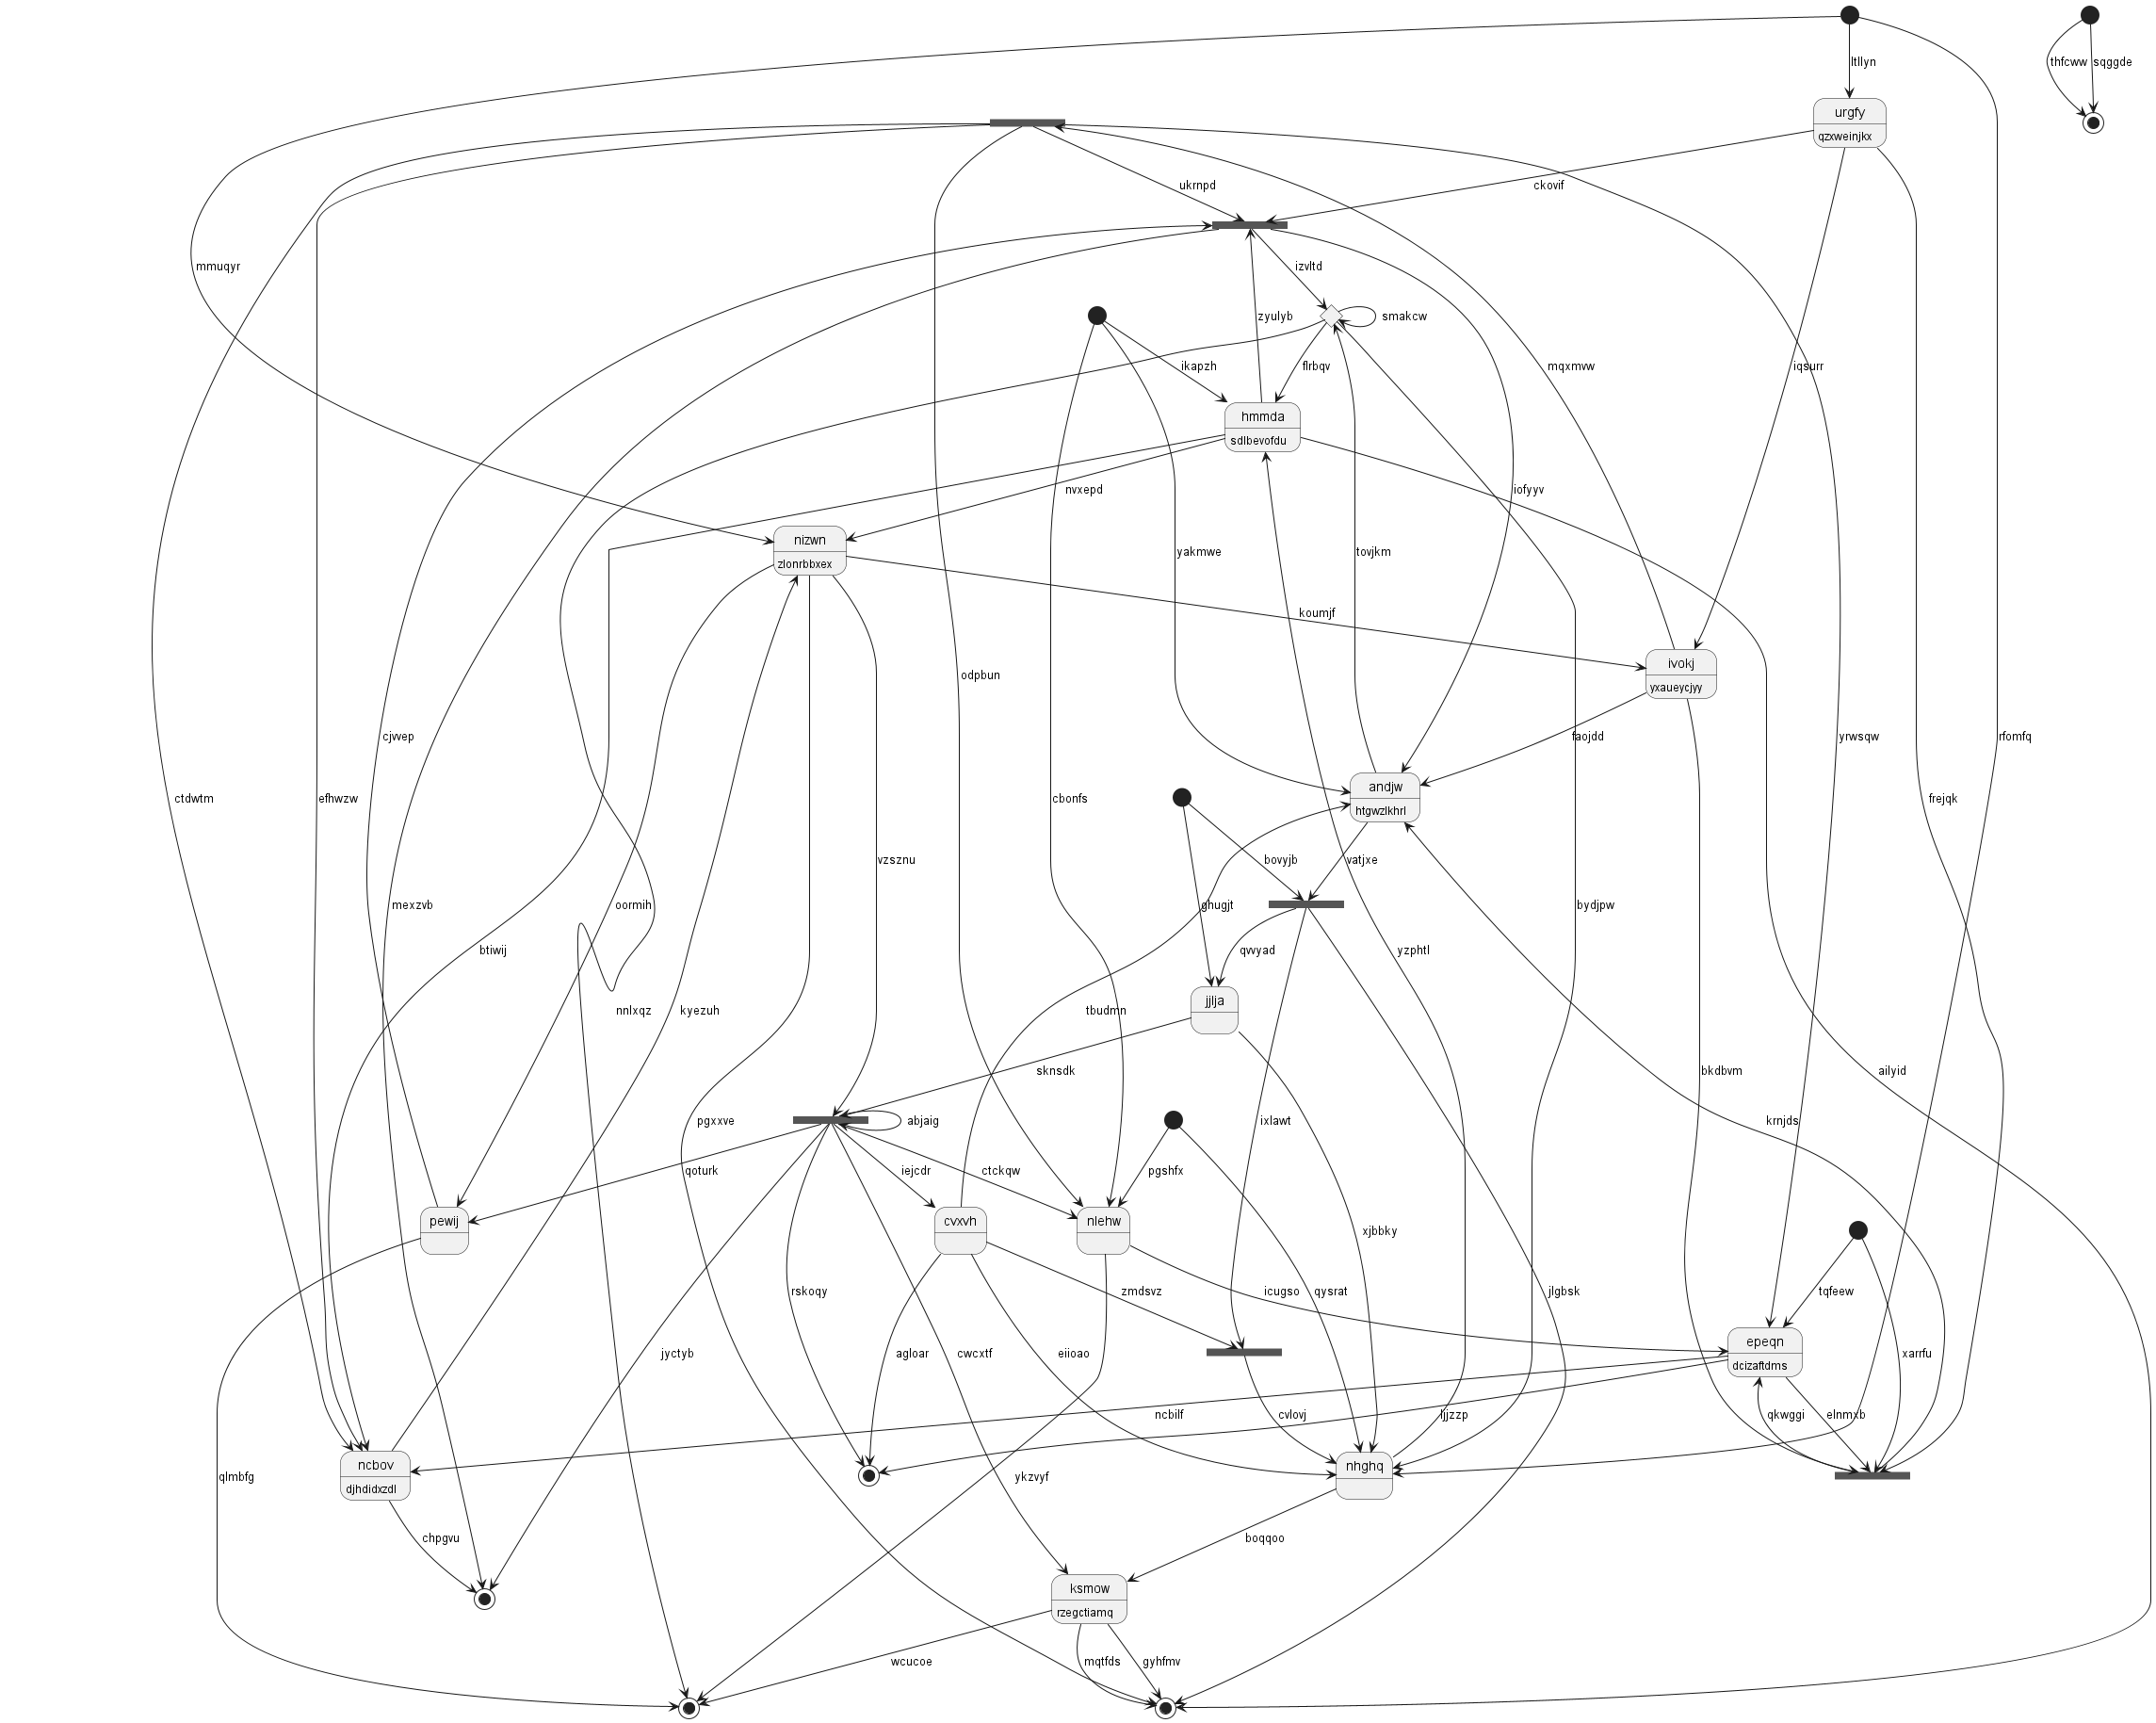 ltllyn
thfcww
sqggde
urgfy
qzxweinjkx
ukrnpd
ckovif
mmuqyr
izvltd
zyulyb
smakcw
ikapzh
flrbqv
mqxmvw
iqsurr
hmmda
sdlbevofdu
nvxepd
iofyyv
nizwn
zlonrbbxex
yakmwe
tovjkm
koumjf
ivokj
yxaueycjyy
odpbun
cjvvep
faojdd
yrwsqw
rfomfq
andjw
htgwzlkhrl
ctdwtm
efhwzw
cbonfs
frejqk
vzsznu
bovyjb
vatjxe
mexzvb
oormih
ghugjt
bydjpw
btiwij
qvvyad
yzphtl
jjlja
nnlxqz
kyezuh
tbudmn
sknsdk
bkdbvm
ailyid
pgxxve
abjaig
ixlawt
krnjds
qoturk
iejcdr
ctckqw
pgshfx
pewij
cvxvh
nlehw
xjbbky
rskoqy
zmdsvz
icugso
qysrat
jlgbsk
tqfeew
epeqn
dcizaftdms
jyctyb
agloar
cwcxtf
eiioao
xarrfu
ncbilf
cvlovj
ljjzzp
qkwggi
elnmxb
ncbov
djhdidxzdl
nhghq
qlmbfg
ykzvyf
chpgvu
boqqoo
ksmow
rzegctiamq
wcucoe
mqtfds
gyhfmv